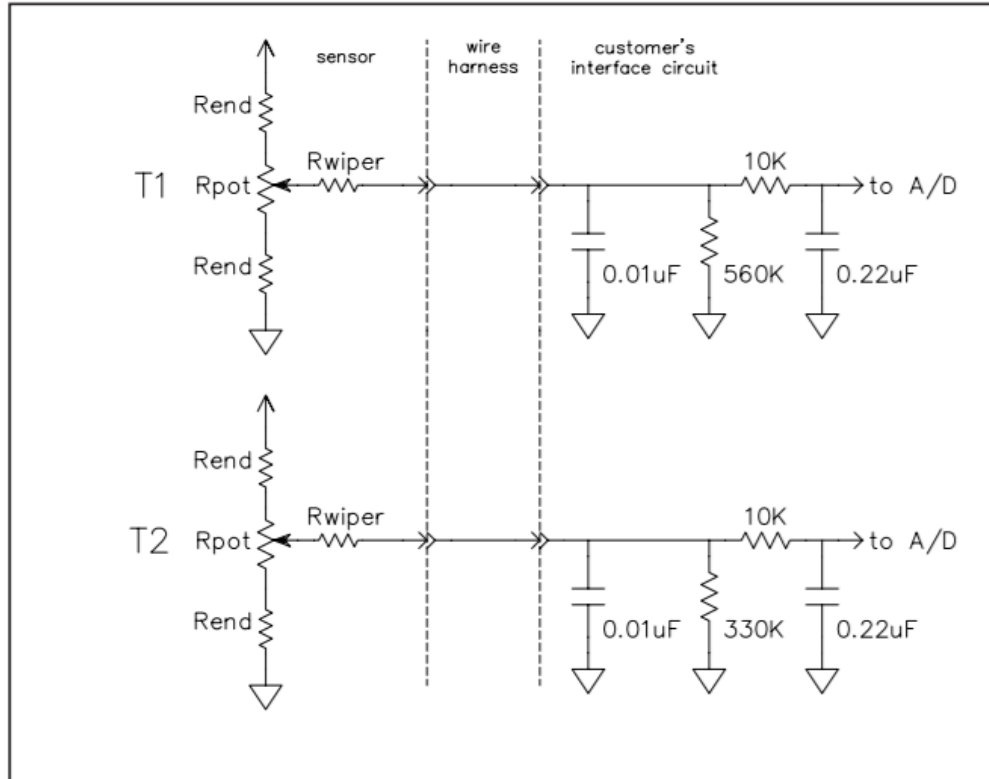 sensor
wire
harness
customer's
interface circuit
Rend
Rwiper
10K
T1 Rpot
to A/D
Rend
0.01uF
560K
0.22uF
Rend
Rwiper
10K
T2 Rpot
to A/D
Rend
0.01uF
330K
0.22uF